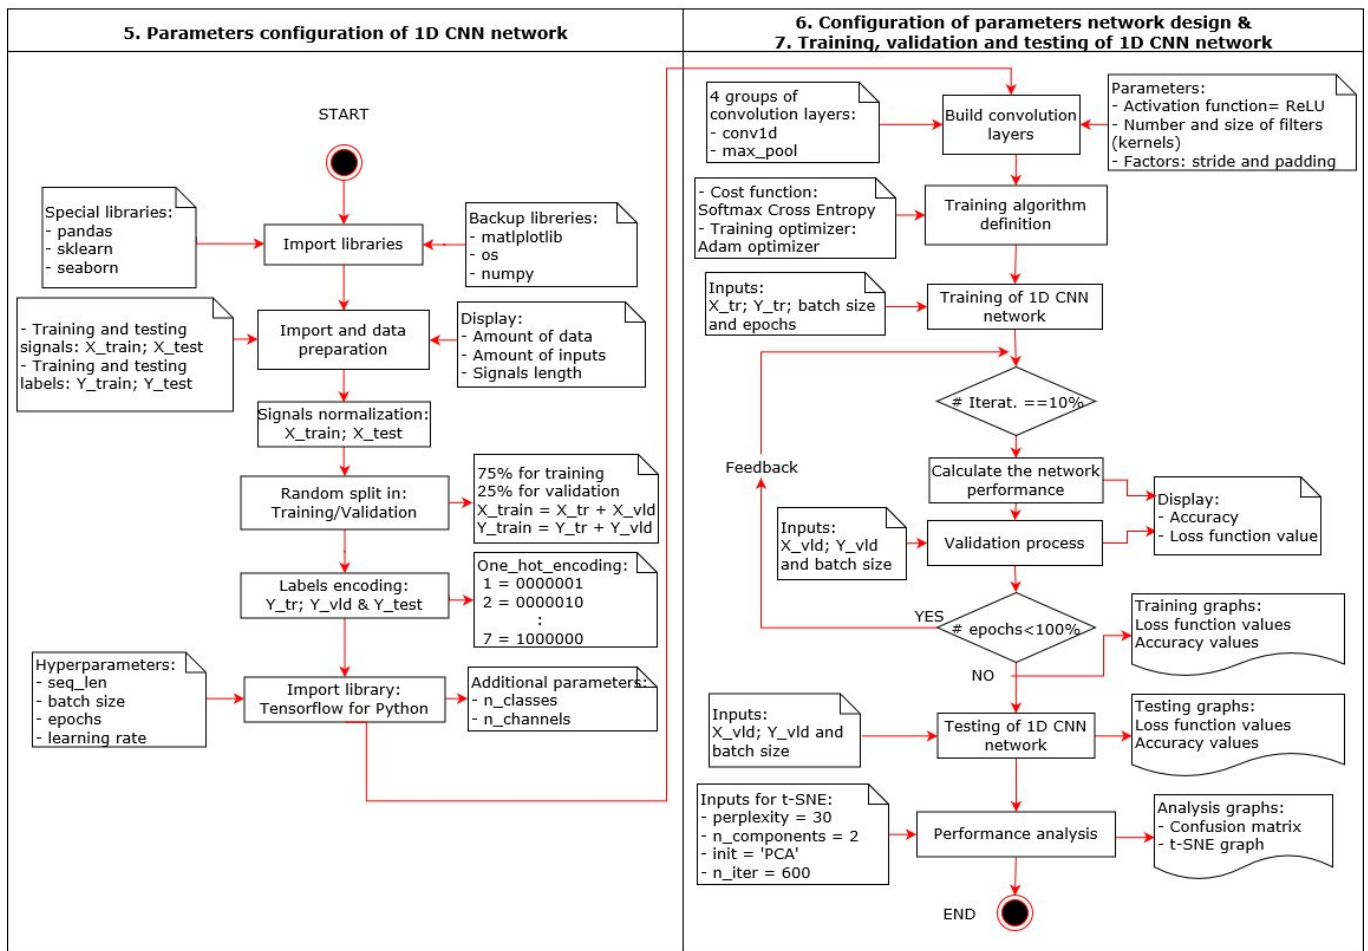 5. Parameters configuration of 1D CNN network
START
Special libraries:
- pandas
- sklearn
- seaborn
Import libraries
Backup libreries:
- matlplotlib
- os
- numpy
- Training and testing
signals: X_train; X_test
- Training and testing
labels: Y_train; Y_test
Import and data
preparation
Display:
- Amount of data
- Amount of inputs
- Signals length
Signals normalization:
X_train; X_test
Random split in:
Training/Validation
75% for training
25% for validation
X_train = X_tr + X_vld
Y_train = Y_tr + Y_vld
Labels encoding:
Y_tr; Y_vld & Y_test
One_hot_encoding:
1 = 0000001
2 = 0000010
:
7 = 1000000
Hyperparameters:
- seq_len
- batch size
- epochs
- learning rate
Import library:
Tensorflow for Python
Additional parameters:
- n_classes
- n_channels
6. Configuration of parameters network design &
7. Training, validation and testing of 1D CNN network
4 groups of
convolution layers:
- conv1d
- max_pool
Build convolution
layers
Parameters:
- Activation function= ReLU
- Number and size of filters
(kernels)
- Factors: stride and padding
- Cost function:
Softmax Cross Entropy
- Training optimizer:
Adam optimizer
Training algorithm
definition
Inputs:
X_tr; Y_tr; batch size
and epochs
Training of 1D CNN
network
# Iterat. ==10%
Feedback
Calculate the network
performance
Display:
- Accuracy
- Loss function value
Inputs:
X_vld; Y_vld
and batch size
Validation process
YES
# epochs<100%
NO
Training graphs:
Loss function values
Accuracy values
Inputs:
X_vld; Y_vld and
batch size
Testing of 1D CNN
network
Testing graphs:
Loss function values
Accuracy values
Inputs for t-SNE:
- perplexity = 30
- n_components = 2
- init = 'PCA'
- n_iter = 600
Performance analysis
Analysis graphs:
- Confusion matrix
- t-SNE graph
END